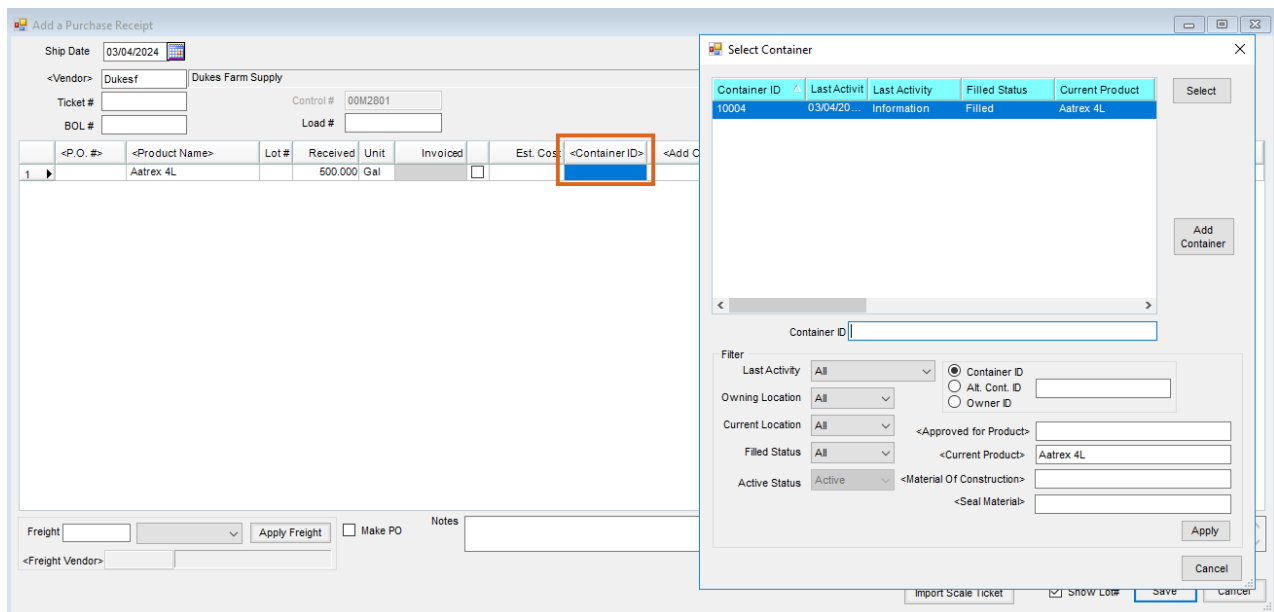 Add a Purchase Receipt
Ship Date 03/04/2024
<Vendor> Dukesf Dukes Farm Supply
Ticket # Control # 00M2801
BOL # Load #
<P.O. #> <Product Name> Lot # Received Unit Invoiced Est. Cost <Container ID> <Add C
1 Aatrex 4L 500.000 Gal
Freight Apply Freight Make PO Notes
<Freight Vendor>
Import Scale Ticket Show Lot# Save Cancel
Select Container
Container ID Last Activit Last Activity Filled Status Current Product
10004 03/04/20... Information Filled Aatrex 4L
Select
Add
Container
Container ID
Filter
Last Activity All
Container ID
Alt. Cont. ID
Owner ID
Owning Location All
Current Location All
<Approved for Product>
Filled Status All
<Current Product> Aatrex 4L
Active Status Active
<Material Of Construction>
<Seal Material>
Apply
Cancel